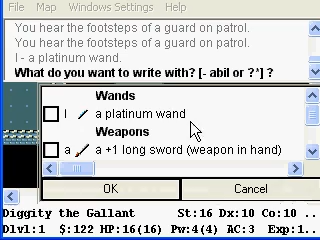 File Map Windows Settings Help
You hear the footsteps of a guard on patrol.
You hear the footsteps of a guard on patrol.
l - a platinum wand.
What do you want to write with? [- abil or ?*] ?
Wands
l a platinum wand
Weapons
a a +1 long sword (weapon in hand)
OK Cancel
Diggity the Gallant St:16 Dx:10 Co:10 ..
Dlvl:1 $:122 HP:16(16) Pw:4(4) AC:3 Exp:1..